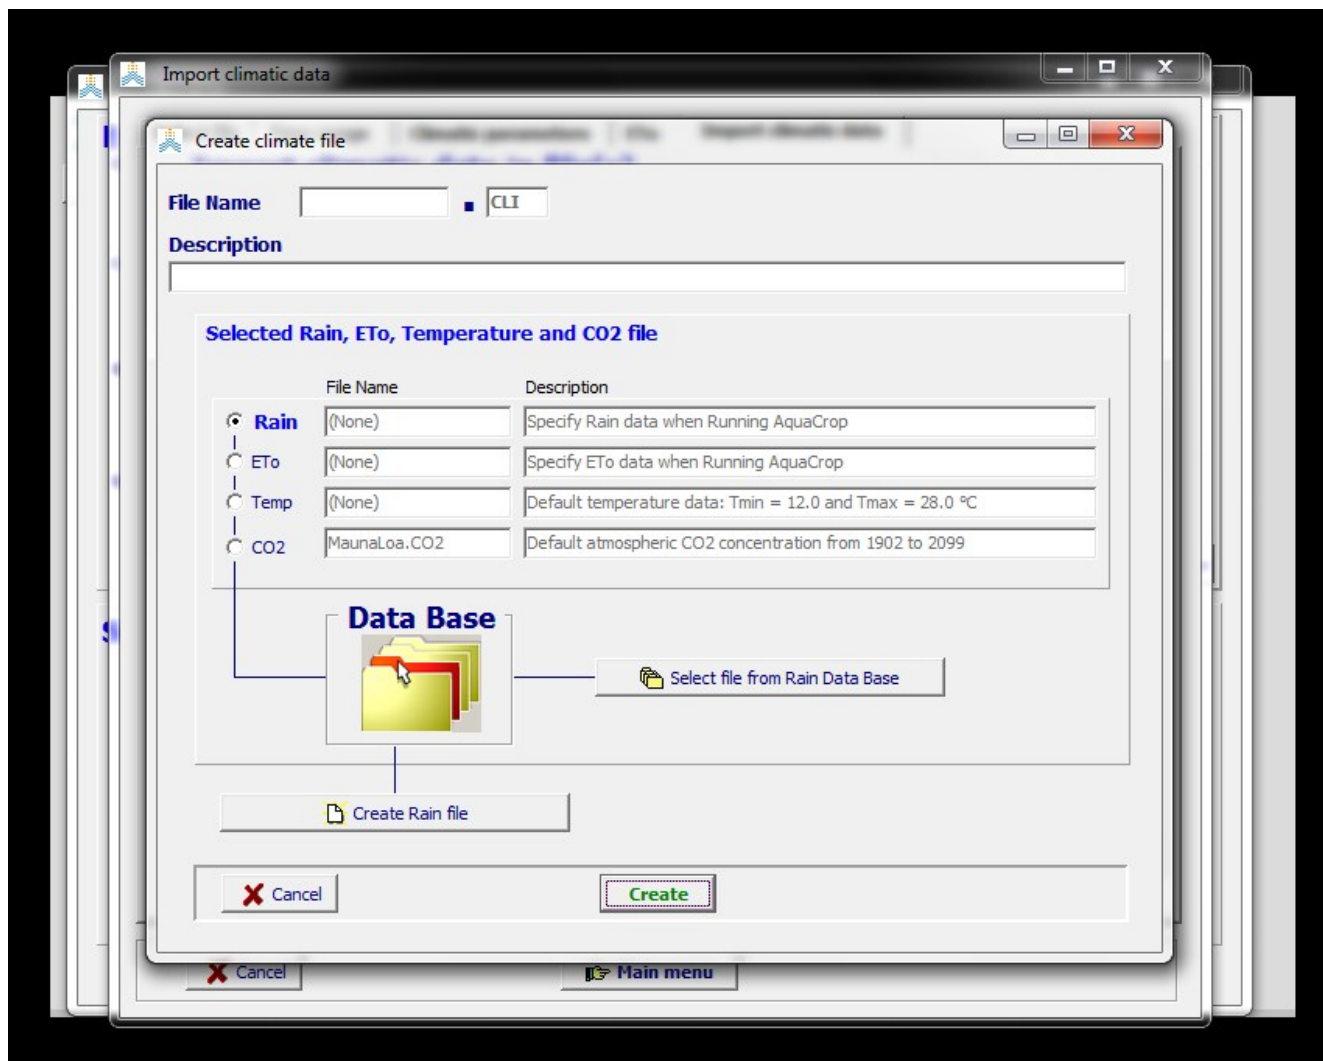 Import climatic data
Create climate file
File Name . CLI
Description
Selected Rain, ETo, Temperature and CO2 file
File Name Description
Rain (None) Specify Rain data when Running AquaCrop
ETo (None) Specify ETo data when Running AquaCrop
Temp (None) Default temperature data: Tmin = 12.0 and Tmax = 28.0 ºC
CO2 MaunaLoa.CO2 Default atmospheric CO2 concentration from 1902 to 2099
Data Base
Select file from Rain Data Base
Create Rain file
Cancel Create
Cancel Main menu